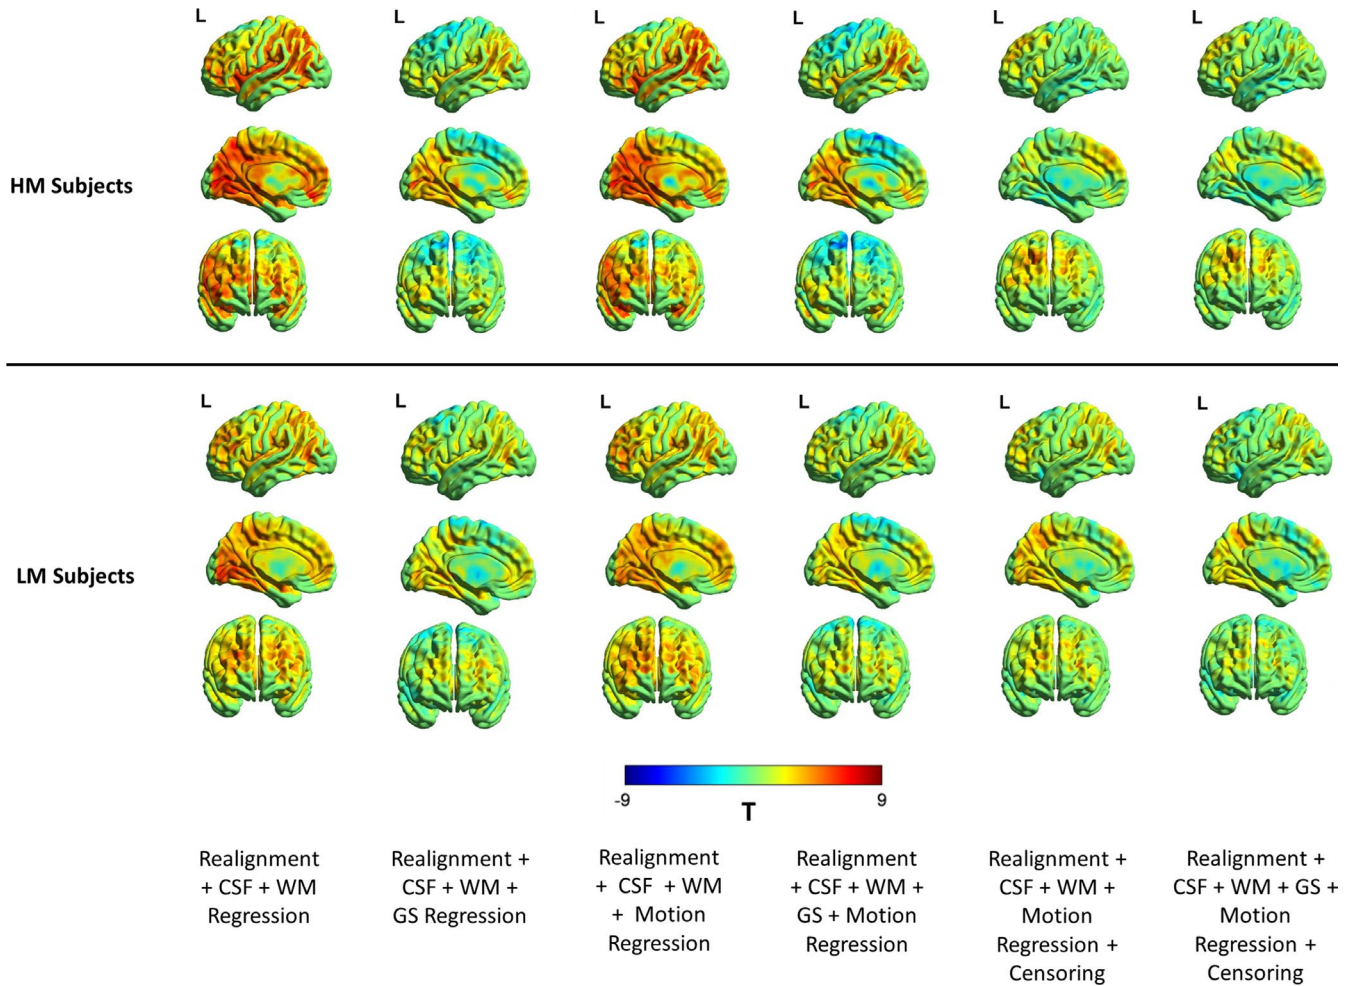 L L L L L L
HM Subjects
L L L L L L
LM Subjects
-9 9
T
Realignment
+ CSF + WM
Regression
Realignment +
CSF + WM +
GS Regression
Realignment
+ CSF + WM
+ Motion
Regression
Realignment
+ CSF + WM +
GS + Motion
Regression
Realignment +
CSF + WM +
Motion
Regression +
Censoring
Realignment +
CSF + WM + GS +
Motion
Regression +
Censoring